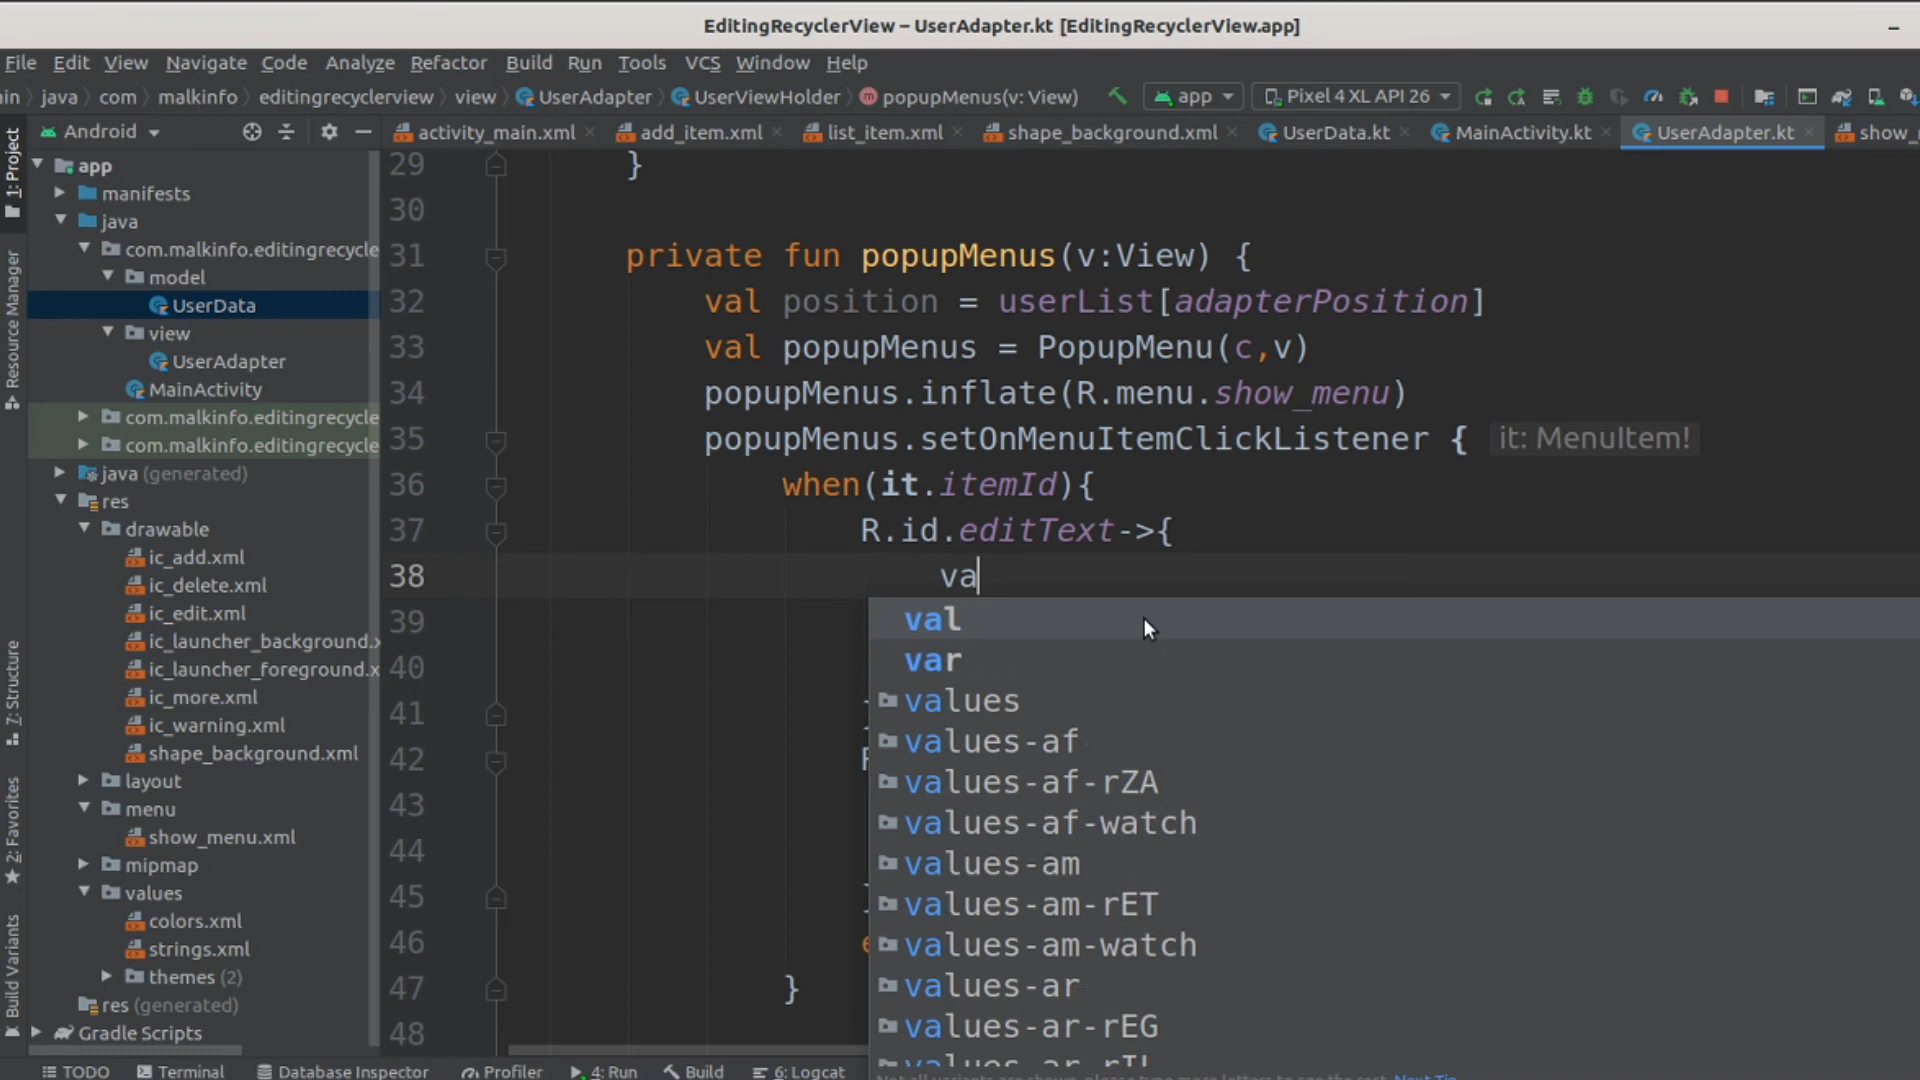 EditingRecyclerView – UserAdapter.kt [EditingRecyclerView.app]
File Edit View Navigate Code Analyze Refactor Build Run Tools VCS Window Help
java com malkinfo editingrecyclerview view UserAdapter UserViewHolder popupMenus(v: View) app Pixel 4 XL API 26
Android activity_main.xml add_item.xml list_item.xml shape_background.xml UserData.kt MainActivity.kt UserAdapter.kt
1: Project
Resource Manager
7: Structure
2: Favorites
Build Variants
app
manifests
java
com.malkinfo.editingrecycle
model
UserData
view
UserAdapter
MainActivity
com.malkinfo.editingrecycle
com.malkinfo.editingrecycle
java (generated)
res
drawable
ic_add.xml
ic_delete.xml
ic_edit.xml
ic_launcher_background.x
ic_launcher_foreground.x
ic_more.xml
ic_warning.xml
shape_background.xml
layout
menu
show_menu.xml
mipmap
values
colors.xml
strings.xml
themes (2)
res (generated)
Gradle Scripts
29 }
30
31 private fun popupMenus(v:View) {
32 val position = userList[adapterPosition]
33 val popupMenus = PopupMenu(c,v)
34 popupMenus.inflate(R.menu.show_menu)
35 popupMenus.setOnMenuItemClickListener { it: MenuItem!
36 when(it.itemId){
37 R.id.editText->{
38 va
39
40
41
42
43
44
45
46
47 }
48
val
var
values
values-af
values-af-rZA
values-af-watch
values-am
values-am-rET
values-am-watch
values-ar
values-ar-rEG
values-ar-rIL
TODO Terminal Database Inspector Profiler 4: Run Build 6: Logcat